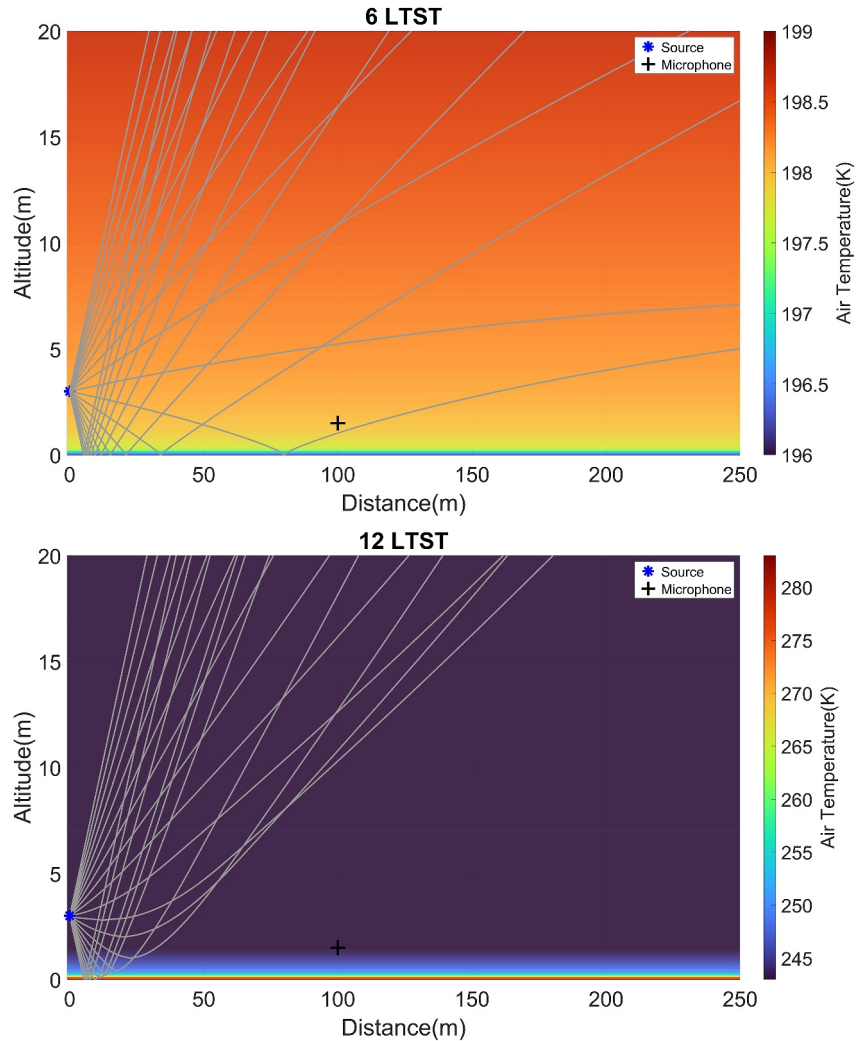 6 LTST
20
15
10
5
0
Altitude(m)
0 50 100 150 200 250
Distance(m)
Source
Microphone
199
198.5
198
197.5
197
196.5
196
Air Temperature(K)
12 LTST
20
15
10
5
0
Altitude(m)
0 50 100 150 200 250
Distance(m)
Source
Microphone
280
275
270
265
260
255
250
245
Air Temperature(K)